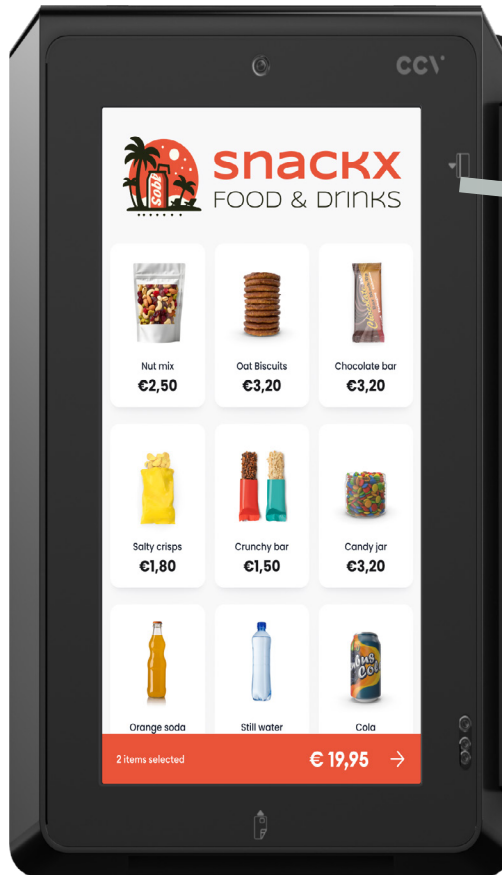 CCV
soda
snackx
FOOD & Drinks
Nut mix
€2,50
Oat Biscuits
€3,20
Chocolate bar
€3,20
Salty crisps
€1,80
Crunchy bar
€1,50
Candy jar
€3,20
Orange soda
Still water
Cola
2 items selected
€ 19,95